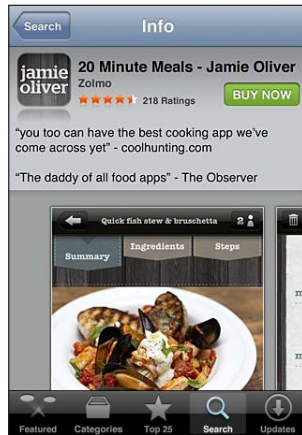 Search
Info
jamie
oliver
20 Minute Meals - Jamie Oliver
Zolmo
218 Ratings
BUY NOW
“you too can have the best cooking app we’ve
come across yet” - coolhunting.com
“The daddy of all food apps” - The Observer
Quick fish stew & bruschetta
2
Summary
Ingredients
Steps
Featured
Categories
Top 25
Search
Updates